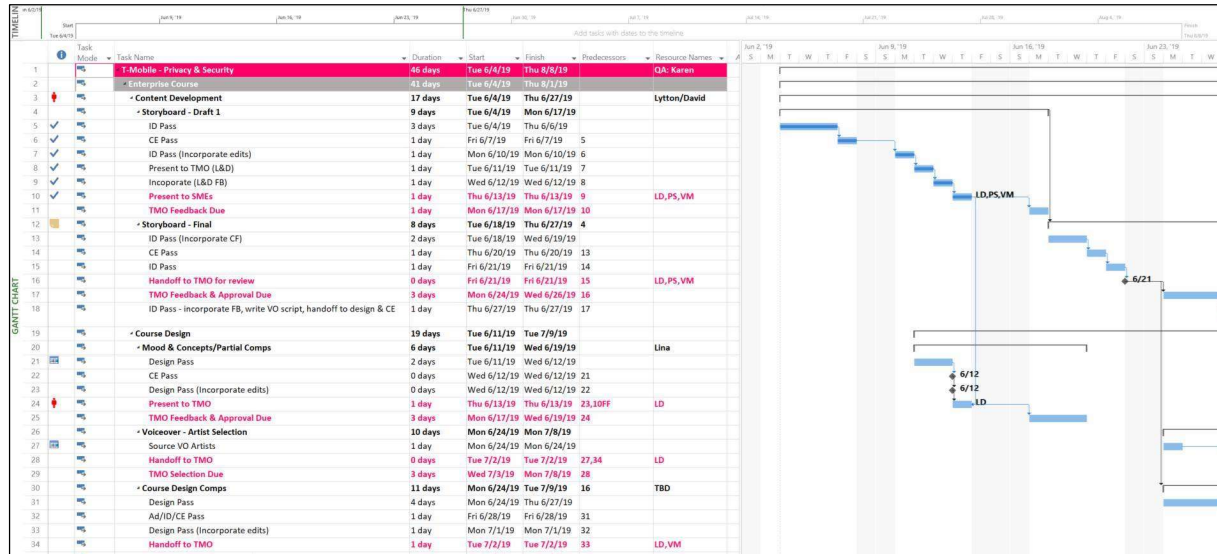 TIMELIN
Thu 6/27/19
Jun 9, '19 Jun 16, '19 Jun 23, '19 Jun 30, '19 Jul 7, '19
Start
Tue 6/4/19
Add tasks with dates to the timeline
Finish
Thu 8/8/19
GANTT CHART
Task Mode Task Name Duration Start Finish Predecessors Resource Names
Jun 2, '19 Jun 9, '19 Jun 16, '19 Jun 23, '19
S M T W T F S S M T W T F S S M T W T F S S M T W
1 T-Mobile - Privacy & Security 46 days Tue 6/4/19 Thu 8/8/19 QA: Karen
2 Enterprise Course 41 days Tue 6/4/19 Thu 8/1/19
3 Content Development 17 days Tue 6/4/19 Thu 6/27/19 Lytton/David
4 Storyboard - Draft 1 9 days Tue 6/4/19 Mon 6/17/19
5 ID Pass 3 days Tue 6/4/19 Thu 6/6/19
6 CE Pass 1 day Fri 6/7/19 Fri 6/7/19 5
7 ID Pass (Incorporate edits) 1 day Mon 6/10/19 Mon 6/10/19 6
8 Present to TMO (L&D) 1 day Tue 6/11/19 Tue 6/11/19 7
9 Incoporate (L&D FB) 1 day Wed 6/12/19 Wed 6/12/19 8
10 Present to SMEs 1 day Thu 6/13/19 Thu 6/13/19 9 LD,PS,VM LD,PS,VM
11 TMO Feedback Due 1 day Mon 6/17/19 Mon 6/17/19 10
12 Storyboard - Final 8 days Tue 6/18/19 Thu 6/27/19 4
13 ID Pass (Incorporate CF) 2 days Tue 6/18/19 Wed 6/19/19
14 CE Pass 1 day Thu 6/20/19 Thu 6/20/19 13
15 ID Pass 1 day Fri 6/21/19 Fri 6/21/19 14
16 Handoff to TMO for review 0 days Fri 6/21/19 Fri 6/21/19 15 LD,PS,VM 6/21
17 TMO Feedback & Approval Due 3 days Mon 6/24/19 Wed 6/26/19 16
18 ID Pass - incorporate FB, write VO script, handoff to design & CE 1 day Thu 6/27/19 Thu 6/27/19 17
19 Course Design 19 days Tue 6/11/19 Tue 7/9/19
20 Mood & Concepts/Partial Comps 6 days Tue 6/11/19 Wed 6/19/19 Lina
21 Design Pass 2 days Tue 6/11/19 Wed 6/12/19
22 CE Pass 0 days Wed 6/12/19 Wed 6/12/19 21 6/12
23 Design Pass (Incorporate edits) 0 days Wed 6/12/19 Wed 6/12/19 22 6/12
24 Present to TMO 1 day Thu 6/13/19 Thu 6/13/19 23,10FF LD LD
25 TMO Feedback & Approval Due 3 days Mon 6/17/19 Wed 6/19/19 24
26 Voiceover - Artist Selection 10 days Mon 6/24/19 Mon 7/8/19
27 Source VO Artists 1 day Mon 6/24/19 Mon 6/24/19
28 Handoff to TMO 0 days Tue 7/2/19 Tue 7/2/19 27,34 LD
29 TMO Selection Due 3 days Wed 7/3/19 Mon 7/8/19 28
30 Course Design Comps 11 days Mon 6/24/19 Tue 7/9/19 16 TBD
31 Design Pass 4 days Mon 6/24/19 Thu 6/27/19
32 Ad/ID/CE Pass 1 day Fri 6/28/19 Fri 6/28/19 31
33 Design Pass (Incorporate edits) 1 day Mon 7/1/19 Mon 7/1/19 32
34 Handoff to TMO 1 day Tue 7/2/19 Tue 7/2/19 33 LD,VM